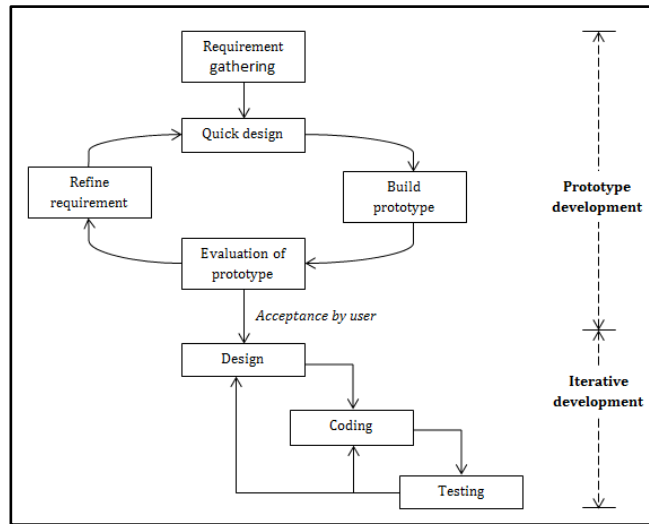 Requirement
gathering
Quick design
Refine
requirement
Build
prototype
Prototype
development
Evaluation of
prototype
Acceptance by user
Design
Iterative
development
Coding
Testing